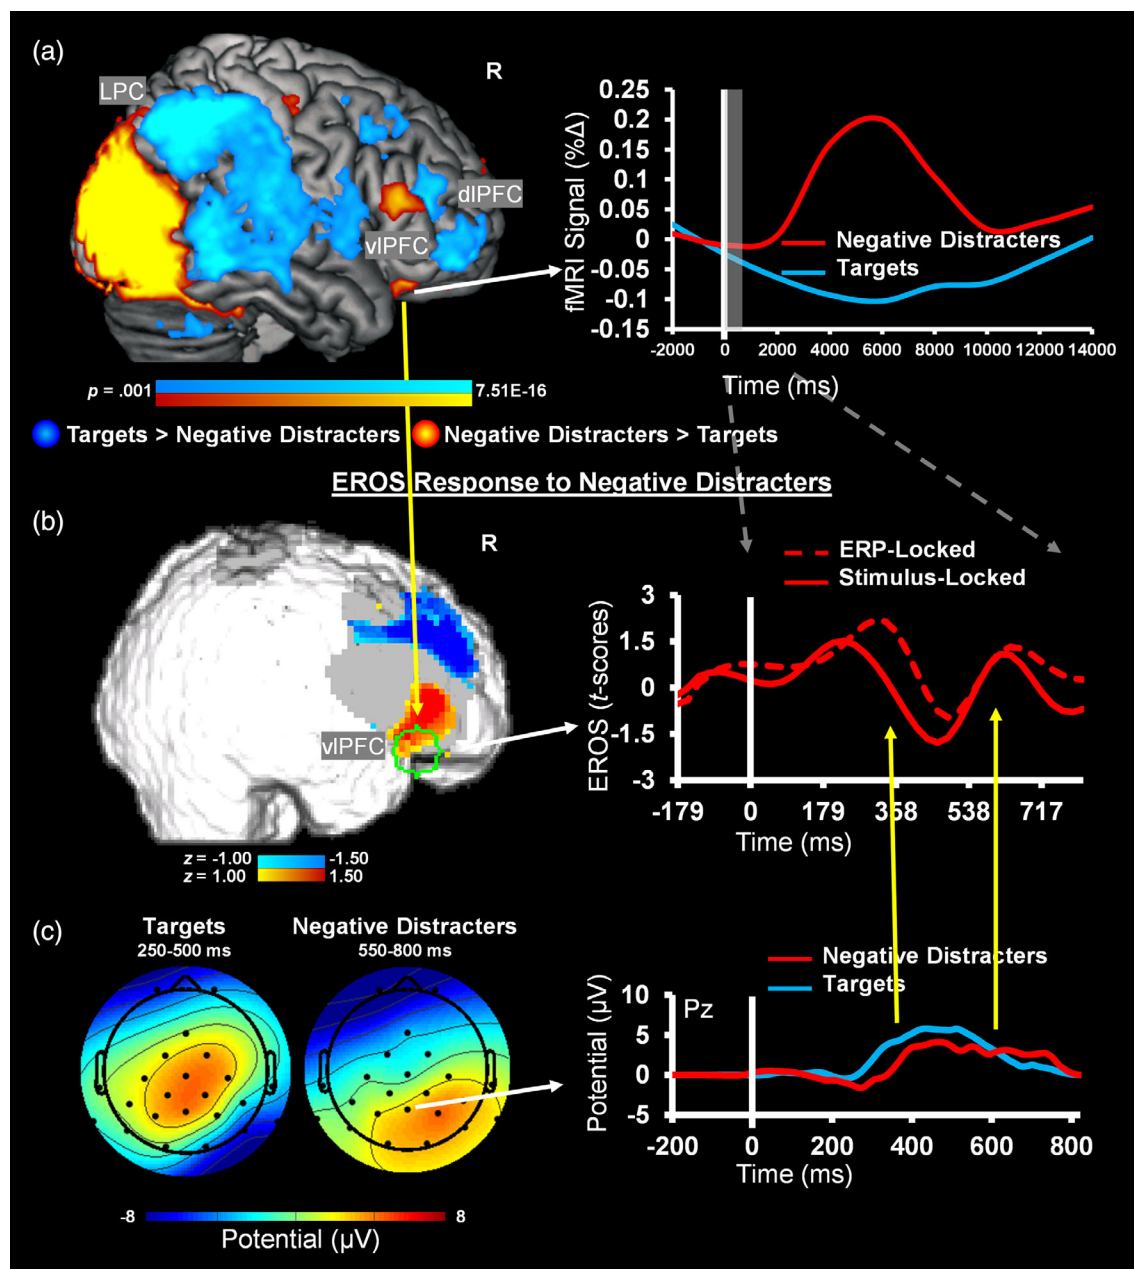 (a)
R
LPC
dlPFC
vlPFC
fMRI Signal (%Δ)
0.25
0.2
0.15
0.1
0.05
0
-0.05
-0.1
-0.15
Negative Distracters
Targets
-2000 0 2000 4000 6000 8000 10000 12000 14000
Time (ms)
p = .001 7.51E-16
Targets > Negative Distracters Negative Distracters > Targets
EROS Response to Negative Distracters
(b)
R
vlPFC
z = -1.00 -1.50
z = 1.00 1.50
ERP-Locked
Stimulus-Locked
EROS (t-scores)
3
1.5
0
-1.5
-3
-179 0 179 358 538 717
Time (ms)
(c)
Targets
250-500 ms
Negative Distracters
550-800 ms
-8 8
Potential (µV)
Negative Distracters
Targets
Pz
Potential (µV)
10
5
0
-5
-200 0 200 400 600 800
Time (ms)